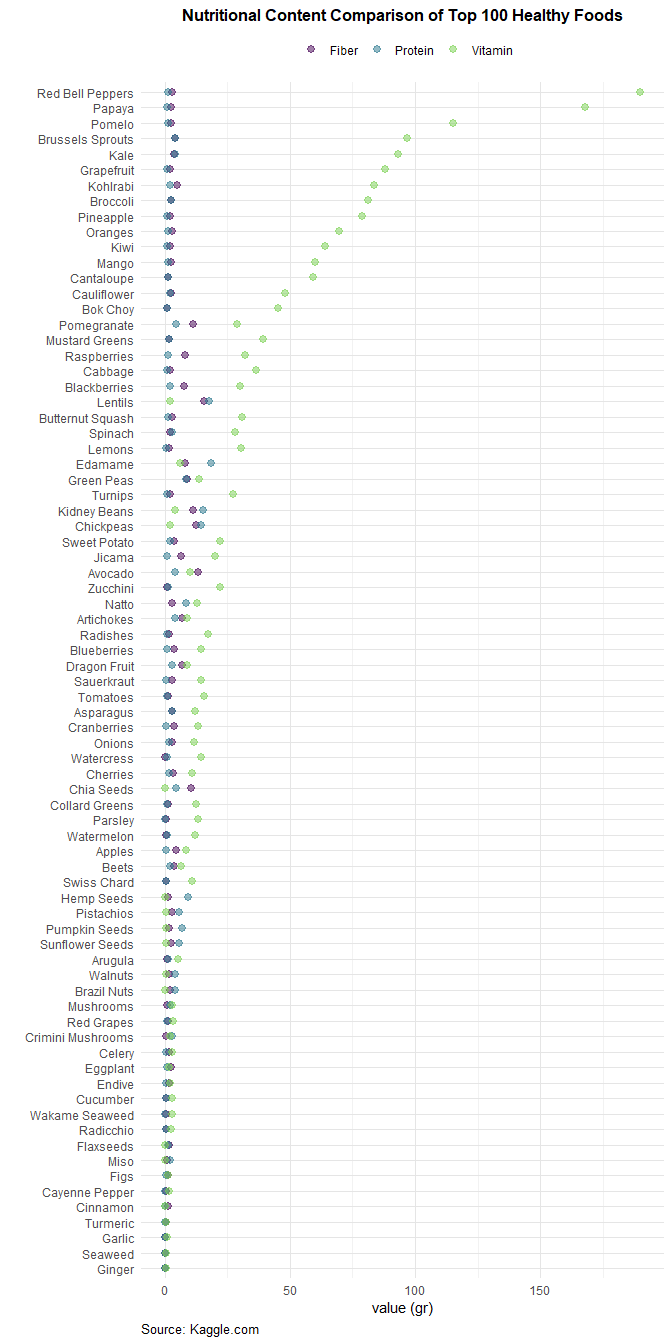 Nutritional Content Comparison of Top 100 Healthy Foods
Fiber Protein Vitamin
Red Bell Peppers
Papaya
Pomelo
Brussels Sprouts
Kale
Grapefruit
Kohlrabi
Broccoli
Pineapple
Oranges
Kiwi
Mango
Cantaloupe
Cauliflower
Bok Choy
Pomegranate
Mustard Greens
Raspberries
Cabbage
Blackberries
Lentils
Butternut Squash
Spinach
Lemons
Edamame
Green Peas
Turnips
Kidney Beans
Chickpeas
Sweet Potato
Jicama
Avocado
Zucchini
Natto
Artichokes
Radishes
Blueberries
Dragon Fruit
Sauerkraut
Tomatoes
Asparagus
Cranberries
Onions
Watercress
Cherries
Chia Seeds
Collard Greens
Parsley
Watermelon
Apples
Beets
Swiss Chard
Hemp Seeds
Pistachios
Pumpkin Seeds
Sunflower Seeds
Arugula
Walnuts
Brazil Nuts
Mushrooms
Red Grapes
Crimini Mushrooms
Celery
Eggplant
Endive
Cucumber
Wakame Seaweed
Radicchio
Flaxseeds
Miso
Figs
Cayenne Pepper
Cinnamon
Turmeric
Garlic
Seaweed
Ginger
0 50 100 150
value (gr)
Source: Kaggle.com